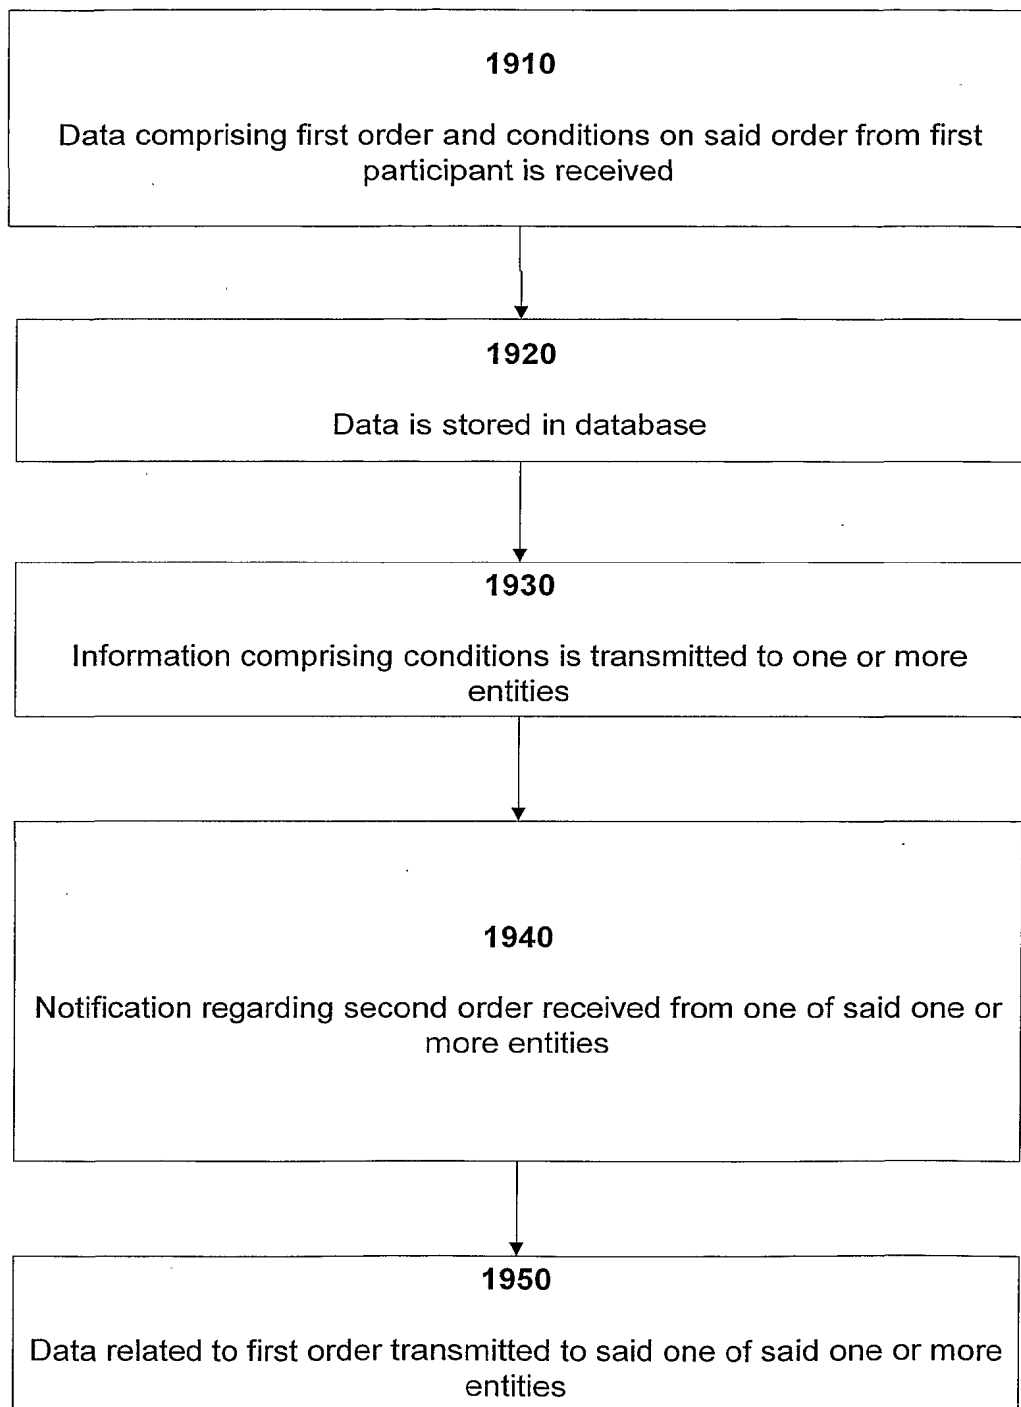 1910
Data comprising first order and conditions on said order from first
participant is received
1920
Data is stored in database
1930
Information comprising conditions is transmitted to one or more
entities
1940
Notification regarding second order received from one of said one or
more entities
1950
Data related to first order transmitted to said one of said one or more
entities